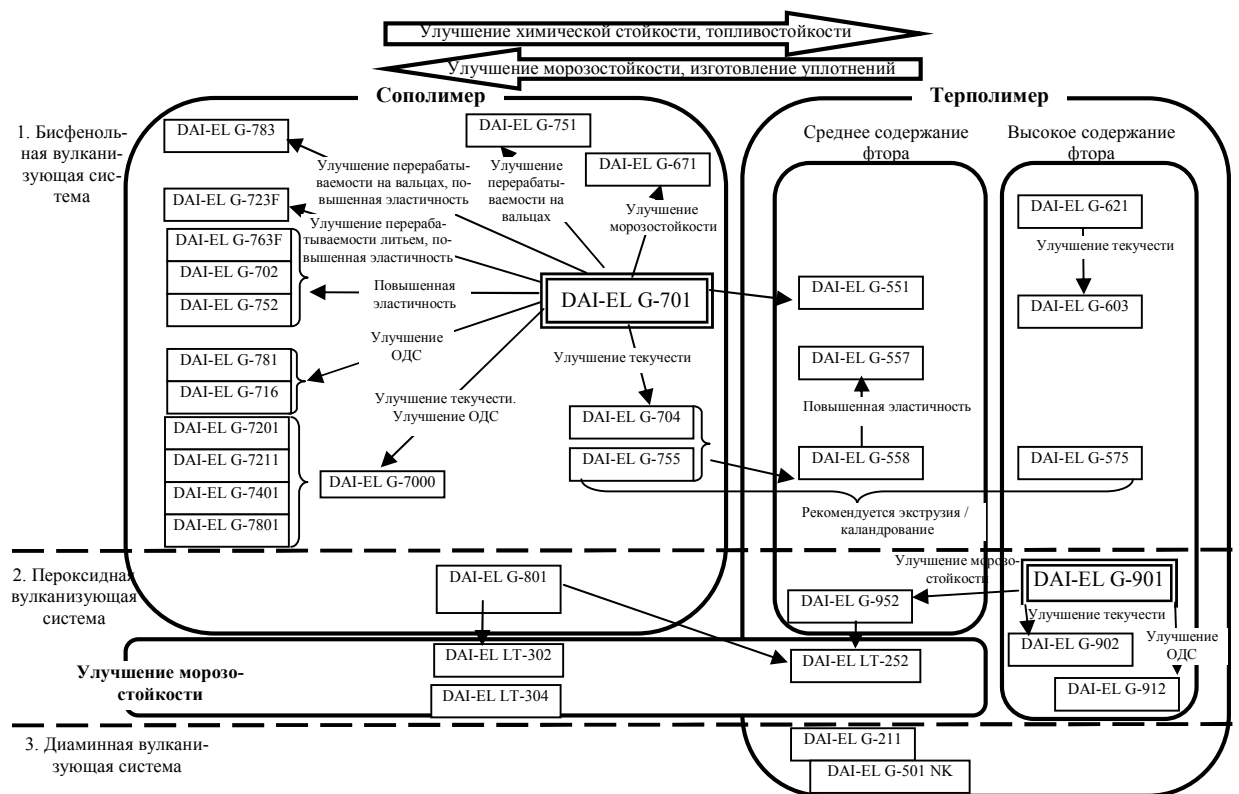 Улучшение химической стойкости, топливостойкости
Улучшение морозостойкости, изготовление уплотнений
Сополимер
Терполимер
1. Бисфеноль-
ная вулкани-
зующая сис-
тема
DAI-EL G-783
DAI-EL G-751
DAI-EL G-671
Улучшение перерабаты-
ваемости на вальцах, по-
вышенная эластичность
Улучшение
перерабаты-
ваемости на
вальцах
Улучшение
морозостойкости
DAI-EL G-723F
Улучшение перераба-
тываемости литьем, по-
вышенная эластичность
DAI-EL G-763F
DAI-EL G-702
DAI-EL G-752
Повышенная
эластичность
DAI-EL G-701
Улучшение
ОДС
Улучшение текучести
DAI-EL G-781
DAI-EL G-716
Улучшение текучести.
Улучшение ОДС
DAI-EL G-704
DAI-EL G-755
DAI-EL G-7201
DAI-EL G-7211
DAI-EL G-7401
DAI-EL G-7801
DAI-EL G-7000
Среднее содержание
фтора
Высокое содержание
фтора
DAI-EL G-621
Улучшение текучести
DAI-EL G-603
DAI-EL G-551
DAI-EL G-557
Повышенная эластичность
DAI-EL G-558
DAI-EL G-575
Рекомендуется экструзия /
каландрование
2. Пероксидная
вулканизующая
система
DAI-EL G-801
Улучшение морозо-
стойкости
DAI-EL G-901
DAI-EL G-952
Улучшение текучести
DAI-EL G-902
Улучшение
ОДС
DAI-EL G-912
Улучшение морозо-
стойкости
DAI-EL LT-302
DAI-EL LT-304
DAI-EL LT-252
3. Диаминная вулкани-
зующая система
DAI-EL G-211
DAI-EL G-501 NK